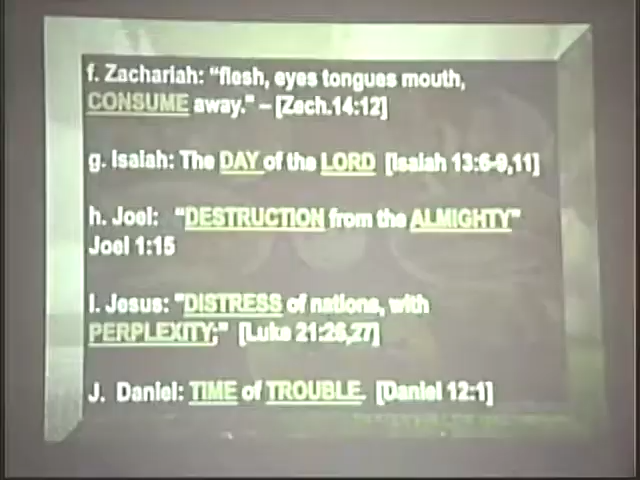 f. Zachariah: "flesh, eyes tongues mouth,
CONSUME away." – [Zech.14:12]
g. Isaiah: The DAY of the LORD [Isaiah 13:6-9,11]
h. Joel: "DESTRUCTION from the ALMIGHTY"
Joel 1:15
I. Jesus: "DISTRESS of nations, with
PERPLEXITY;" [Luke 21:26,27]
J. Daniel: TIME of TROUBLE. [Daniel 12:1]